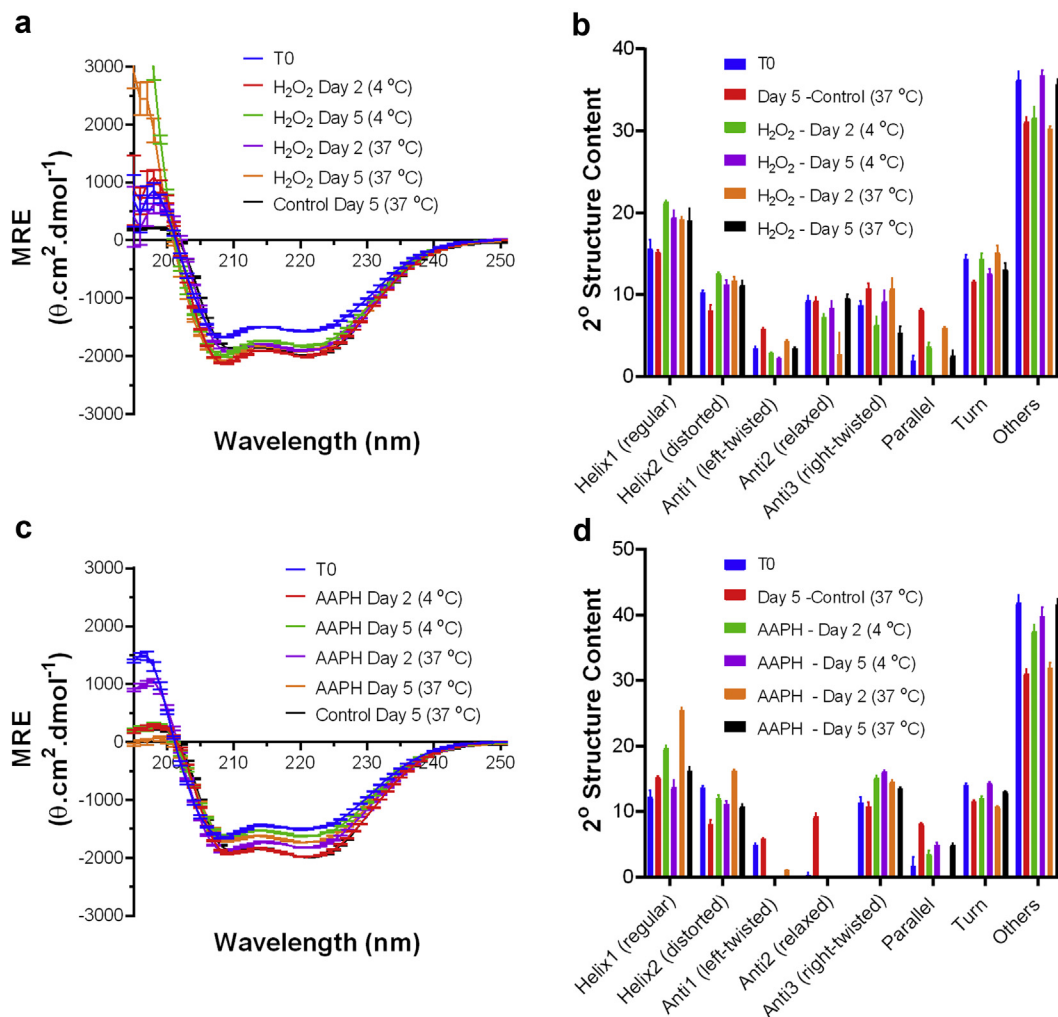 a
3000
2000
1000
0
-1000
-2000
-3000
200
210
220
230
240
250
MRE
(θ.cm².dmol⁻¹)
Wavelength (nm)
T0
H₂O₂ Day 2 (4 °C)
H₂O₂ Day 5 (4 °C)
H₂O₂ Day 2 (37 °C)
H₂O₂ Day 5 (37 °C)
Control Day 5 (37 °C)
b
40
30
20
10
0
2° Structure Content
T0
Day 5 -Control (37 °C)
H₂O₂ - Day 2 (4 °C)
H₂O₂ - Day 5 (4 °C)
H₂O₂ - Day 2 (37 °C)
H₂O₂ - Day 5 (37 °C)
Helix1 (regular)
Helix2 (distorted)
Anti1 (left-twisted)
Anti2 (relaxed)
Anti3 (right-twisted)
Parallel
Turn
Others
c
3000
2000
1000
0
-1000
-2000
-3000
200
210
220
230
240
250
MRE
(θ.cm².dmol⁻¹)
Wavelength (nm)
T0
AAPH Day 2 (4 °C)
AAPH Day 5 (4 °C)
AAPH Day 2 (37 °C)
AAPH Day 5 (37 °C)
Control Day 5 (37 °C)
d
50
40
30
20
10
0
2° Structure Content
T0
Day 5 -Control (37 °C)
AAPH - Day 2 (4 °C)
AAPH - Day 5 (4 °C)
AAPH - Day 2 (37 °C)
AAPH - Day 5 (37 °C)
Helix1 (regular)
Helix2 (distorted)
Anti1 (left-twisted)
Anti2 (relaxed)
Anti3 (right-twisted)
Parallel
Turn
Others